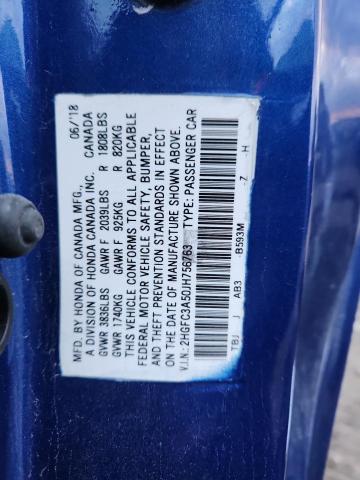 MFD. BY HONDA OF CANADA MFG., 06/'18
A DIVISION OF HONDA CANADA INC. CANADA
GVWR 3836LBS GAWR F 2039LBS R 1808LBS
GVWR 1740KG GAWR F 925KG R 820KG
THIS VEHICLE CONFORMS TO ALL APPLICABLE
FEDERAL MOTOR VEHICLE SAFETY, BUMPER,
AND THEFT PREVENTION STANDARDS IN EFFECT
ON THE DATE OF MANUFACTURE SHOWN ABOVE.
V.I.N.: 2HGFC3A50JH756763 TYPE: PASSENGER CAR
TBJ J AB3 -B593M -Z H